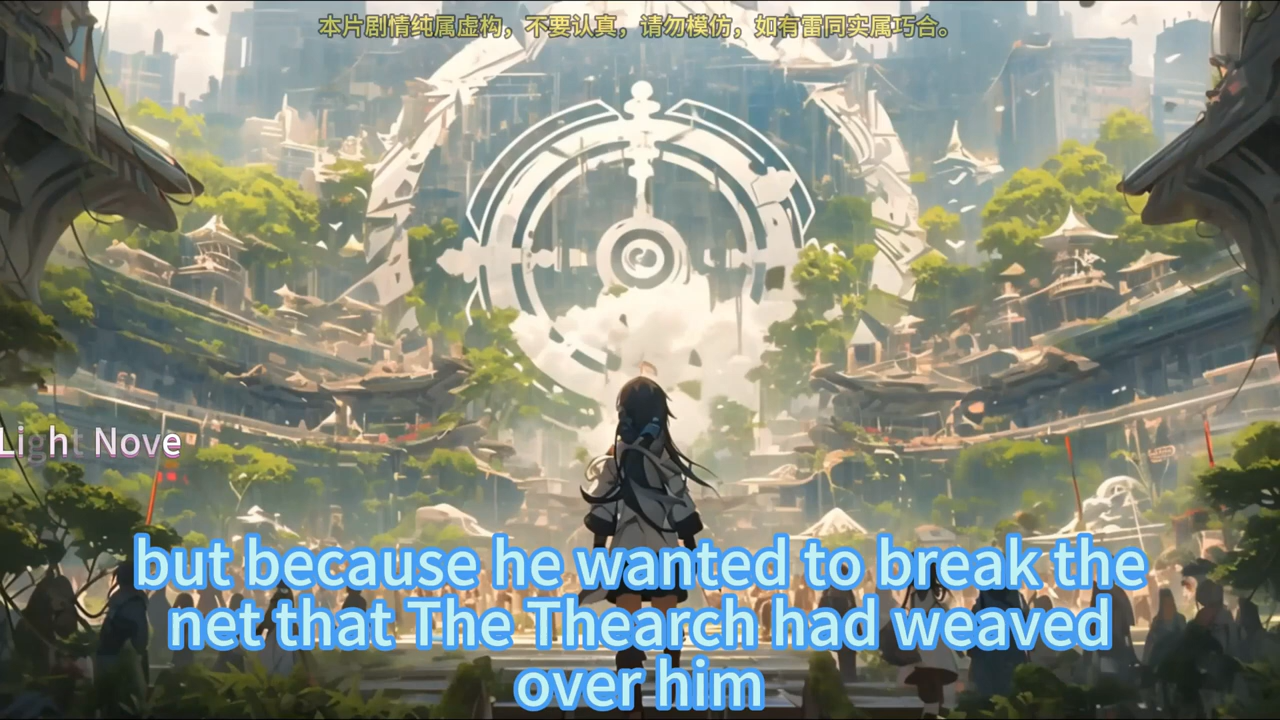 本片剧情纯属虚构，不要认真，请勿模仿，如有雷同实属巧合。
Light Nove
but because he wanted to break the
net that The Thearch had weaved
over him